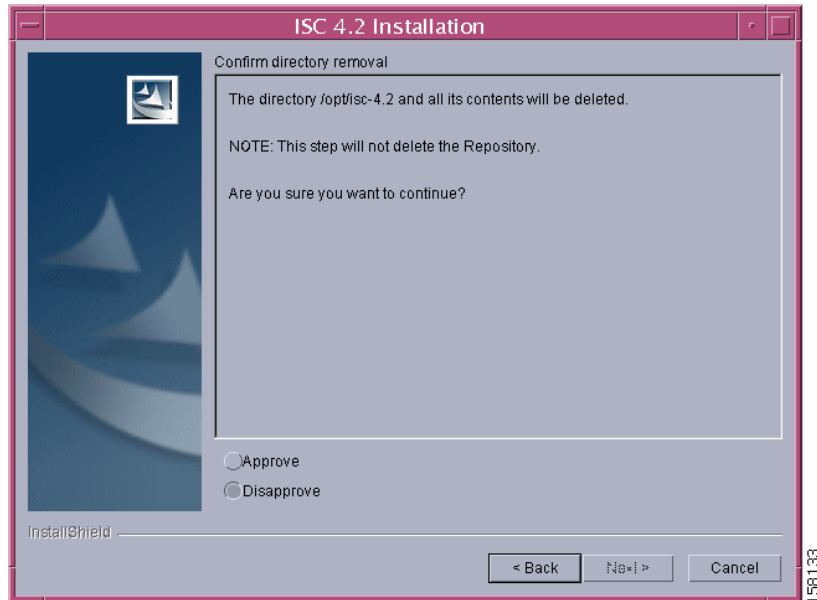 ISC 4.2 Installation
Confirm directory removal
The directory /opt/isc-4.2 and all its contents will be deleted.
NOTE: This step will not delete the Repository.
Are you sure you want to continue?
Approve
Disapprove
InstallShield
< Back
Next >
Cancel
158133